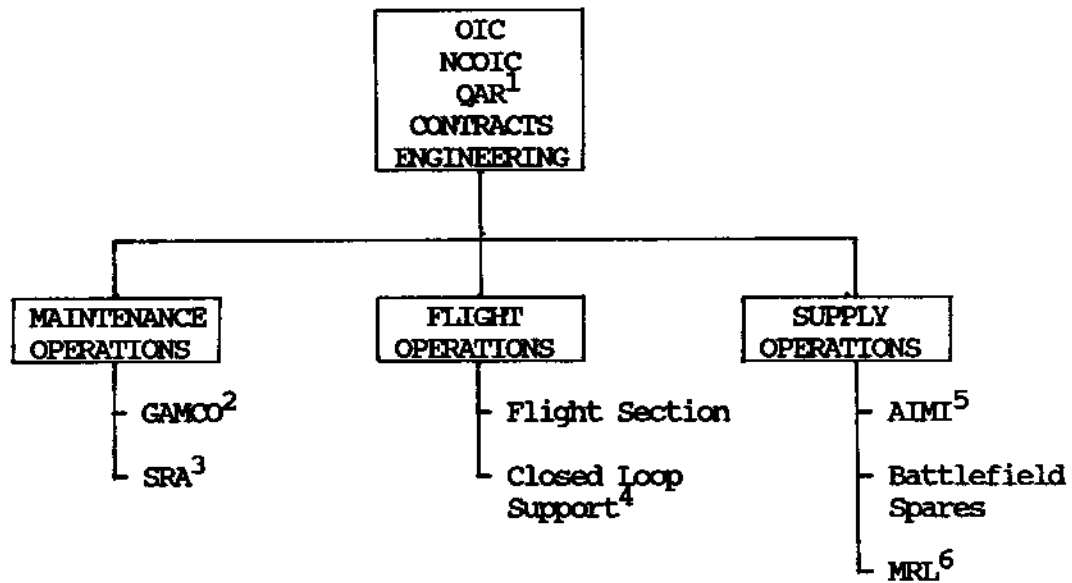 OIC
NCOIC
QAR1
CONTRACTS
ENGINEERING
MAINTENANCE
OPERATIONS
FLIGHT
OPERATIONS
SUPPLY
OPERATIONS
GAMCO2
SRA3
Flight Section
Closed Loop
Support4
AIMI5
Battlefield
Spares
MRL6